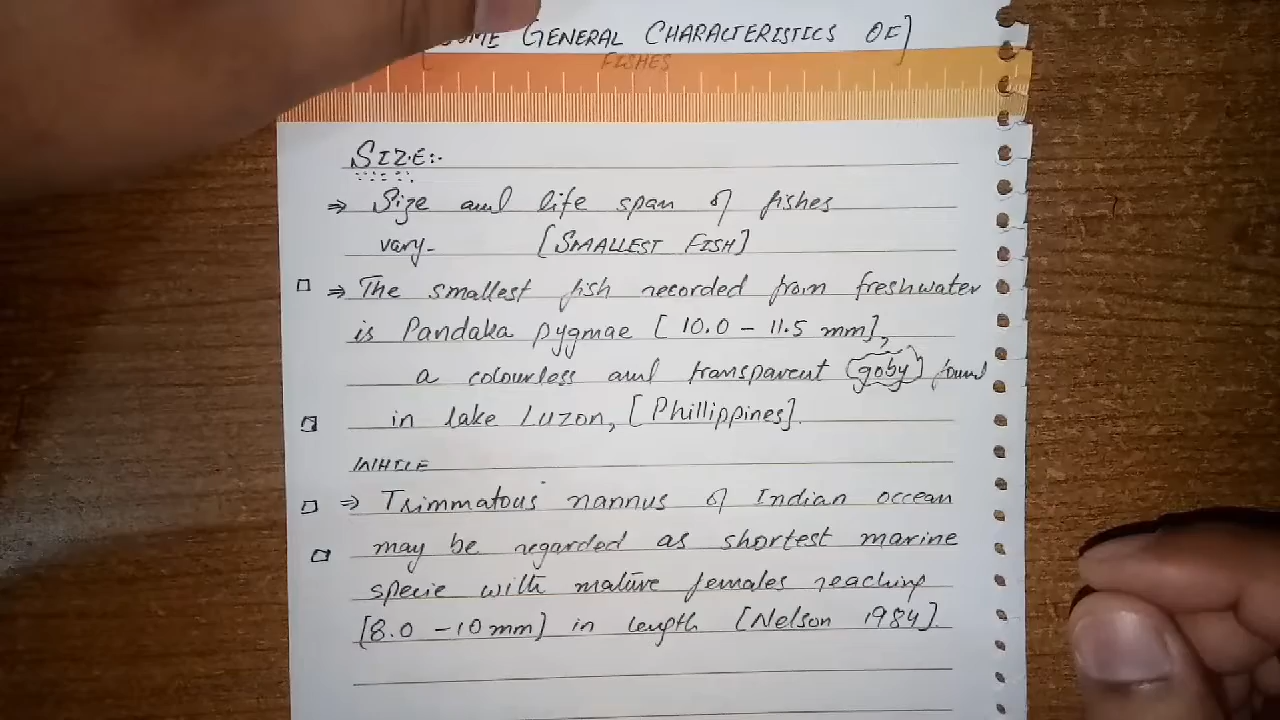 SOME GENERAL CHARACTERISTICS OF]
[ FISHES
SIZE:-
⇒ Size and life span of fishes
vary- [SMALLEST FISH]
⇒ The smallest fish recorded from freshwater
is Pandaka pygmae [10.0 - 11.5 mm],
a colourless and transparent (goby) found
in lake Luzon, [Phillippines].
WHILE
⇒ Trimmatous nannus of Indian occean
may be regarded as shortest marine
specie with mature females reaching
[8.0 - 10 mm] in length [Nelson 1984].